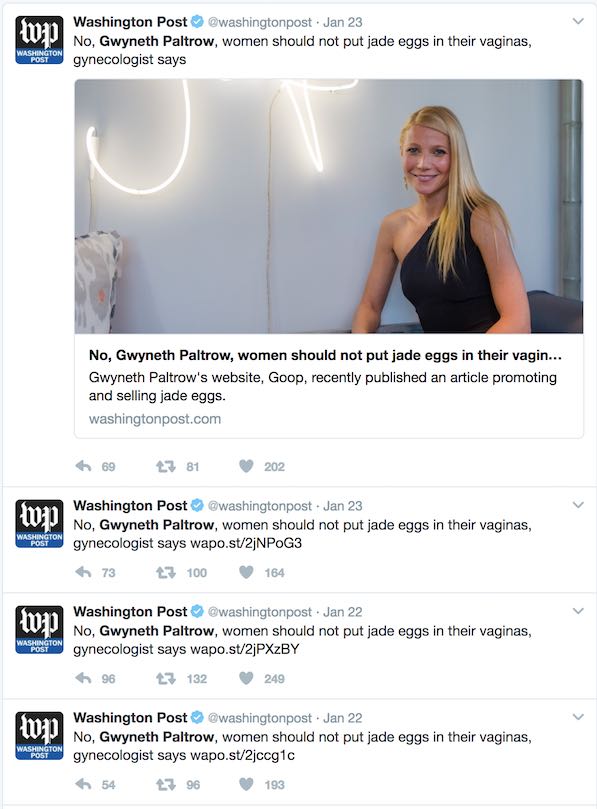 Washington Post @washingtonpost · Jan 23
No, Gwyneth Paltrow, women should not put jade eggs in their vaginas,
gynecologist says
wp
WASHINGTON
POST
No, Gwyneth Paltrow, women should not put jade eggs in their vagin...
Gwyneth Paltrow's website, Goop, recently published an article promoting
and selling jade eggs.
washingtonpost.com
69 81 202
Washington Post @washingtonpost · Jan 23
No, Gwyneth Paltrow, women should not put jade eggs in their vaginas,
gynecologist says wapo.st/2jNPoG3
wp
WASHINGTON
POST
73 100 164
Washington Post @washingtonpost · Jan 22
No, Gwyneth Paltrow, women should not put jade eggs in their vaginas,
gynecologist says wapo.st/2jPXzBY
wp
WASHINGTON
POST
96 132 249
Washington Post @washingtonpost · Jan 22
No, Gwyneth Paltrow, women should not put jade eggs in their vaginas,
gynecologist says wapo.st/2jccg1c
wp
WASHINGTON
POST
54 96 193